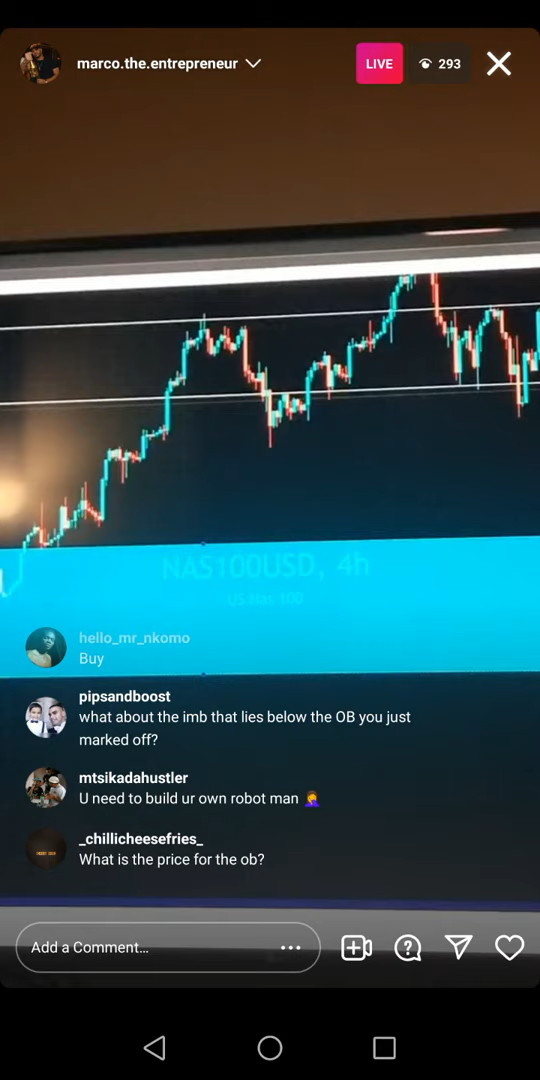 marco.the.entrepreneur
LIVE
293
NAS100USD, 4h
US Nas 100
hello_mr_nkomo
Buy
pipsandboost
what about the imb that lies below the OB you just
marked off?
mtsikadahustler
U need to build ur own robot man 🤦‍♀️
_chillicheesefries_
What is the price for the ob?
Add a Comment...